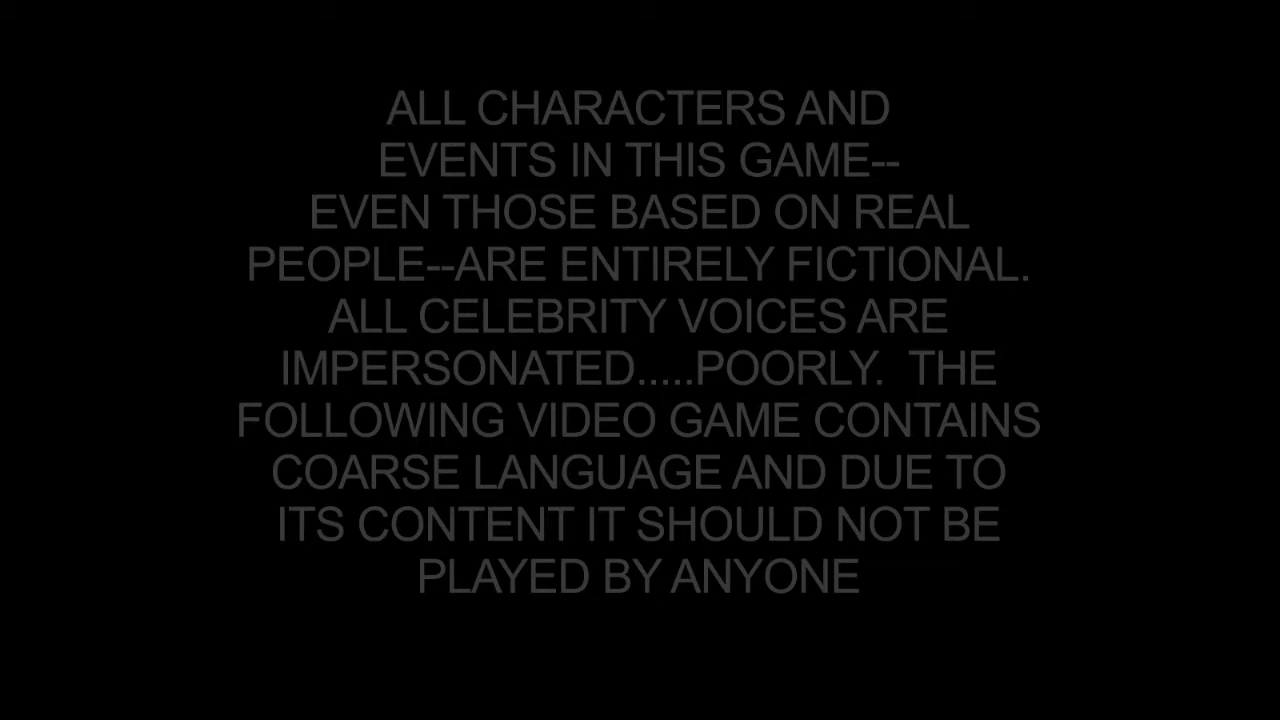 ALL CHARACTERS AND
EVENTS IN THIS GAME--
EVEN THOSE BASED ON REAL
PEOPLE--ARE ENTIRELY FICTIONAL.
ALL CELEBRITY VOICES ARE
IMPERSONATED.....POORLY.  THE
FOLLOWING VIDEO GAME CONTAINS
COARSE LANGUAGE AND DUE TO
ITS CONTENT IT SHOULD NOT BE
PLAYED BY ANYONE